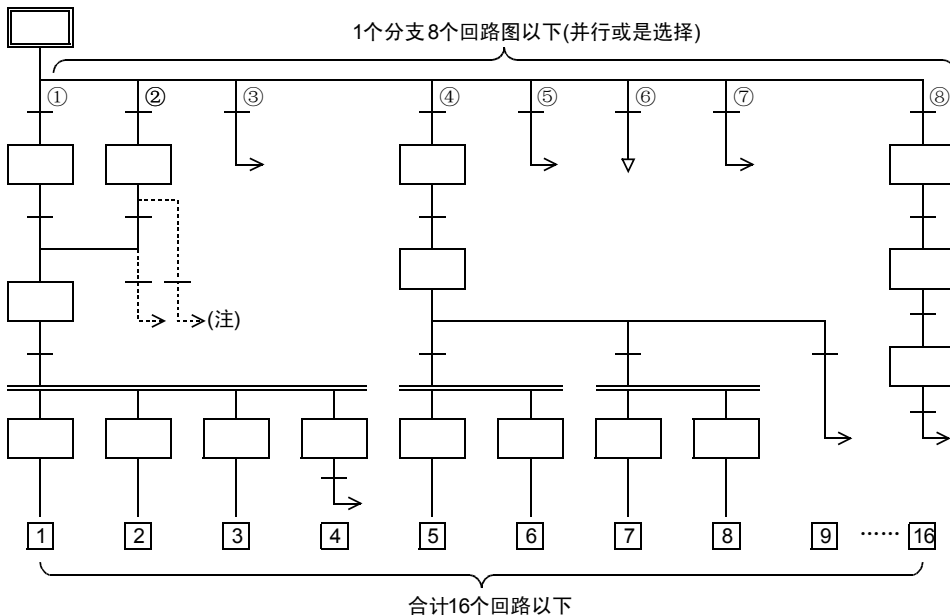 1个分支8个回路图以下(并行或是选择)
① ② ③ ④ ⑤ ⑥ ⑦ ⑧
(注)
1 2 3 4 5 6 7 8 9 …… 16
合计16个回路以下